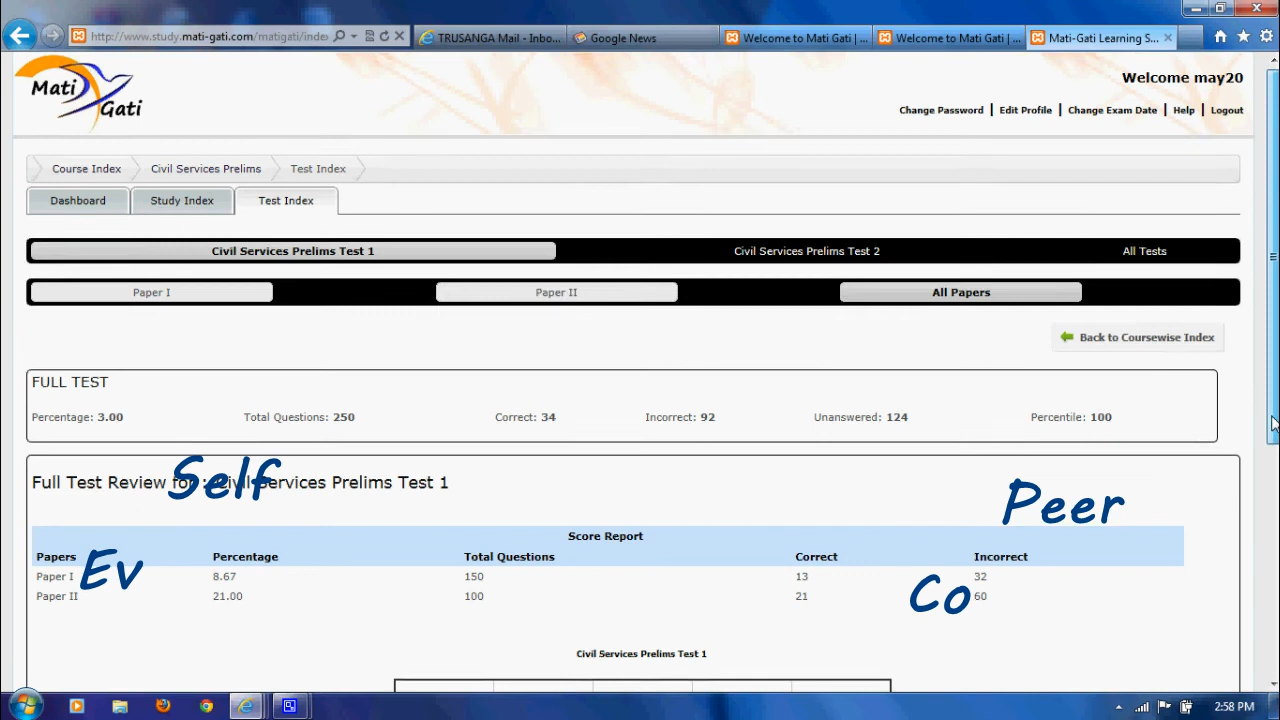 http://www.study.mati-gati.com/matigati/inde
TRUSANGA Mail - Inbo...
Google News
Welcome to Mati Gati | ...
Welcome to Mati Gati | ...
Mati-Gati Learning S...
Mati Gati
Welcome may20
Change Password | Edit Profile | Change Exam Date | Help | Logout
Course Index Civil Services Prelims Test Index
Dashboard Study Index Test Index
Civil Services Prelims Test 1 Civil Services Prelims Test 2 All Tests
Paper I Paper II All Papers
Back to Coursewise Index
FULL TEST
Percentage: 3.00 Total Questions: 250 Correct: 34 Incorrect: 92 Unanswered: 124 Percentile: 100
Self
Full Test Review for : Civil Services Prelims Test 1
Peer
Score Report
Papers Percentage Total Questions Correct Incorrect
Ev
Paper I 8.67 150 13 32
Co
Paper II 21.00 100 21 60
Civil Services Prelims Test 1
2:58 PM